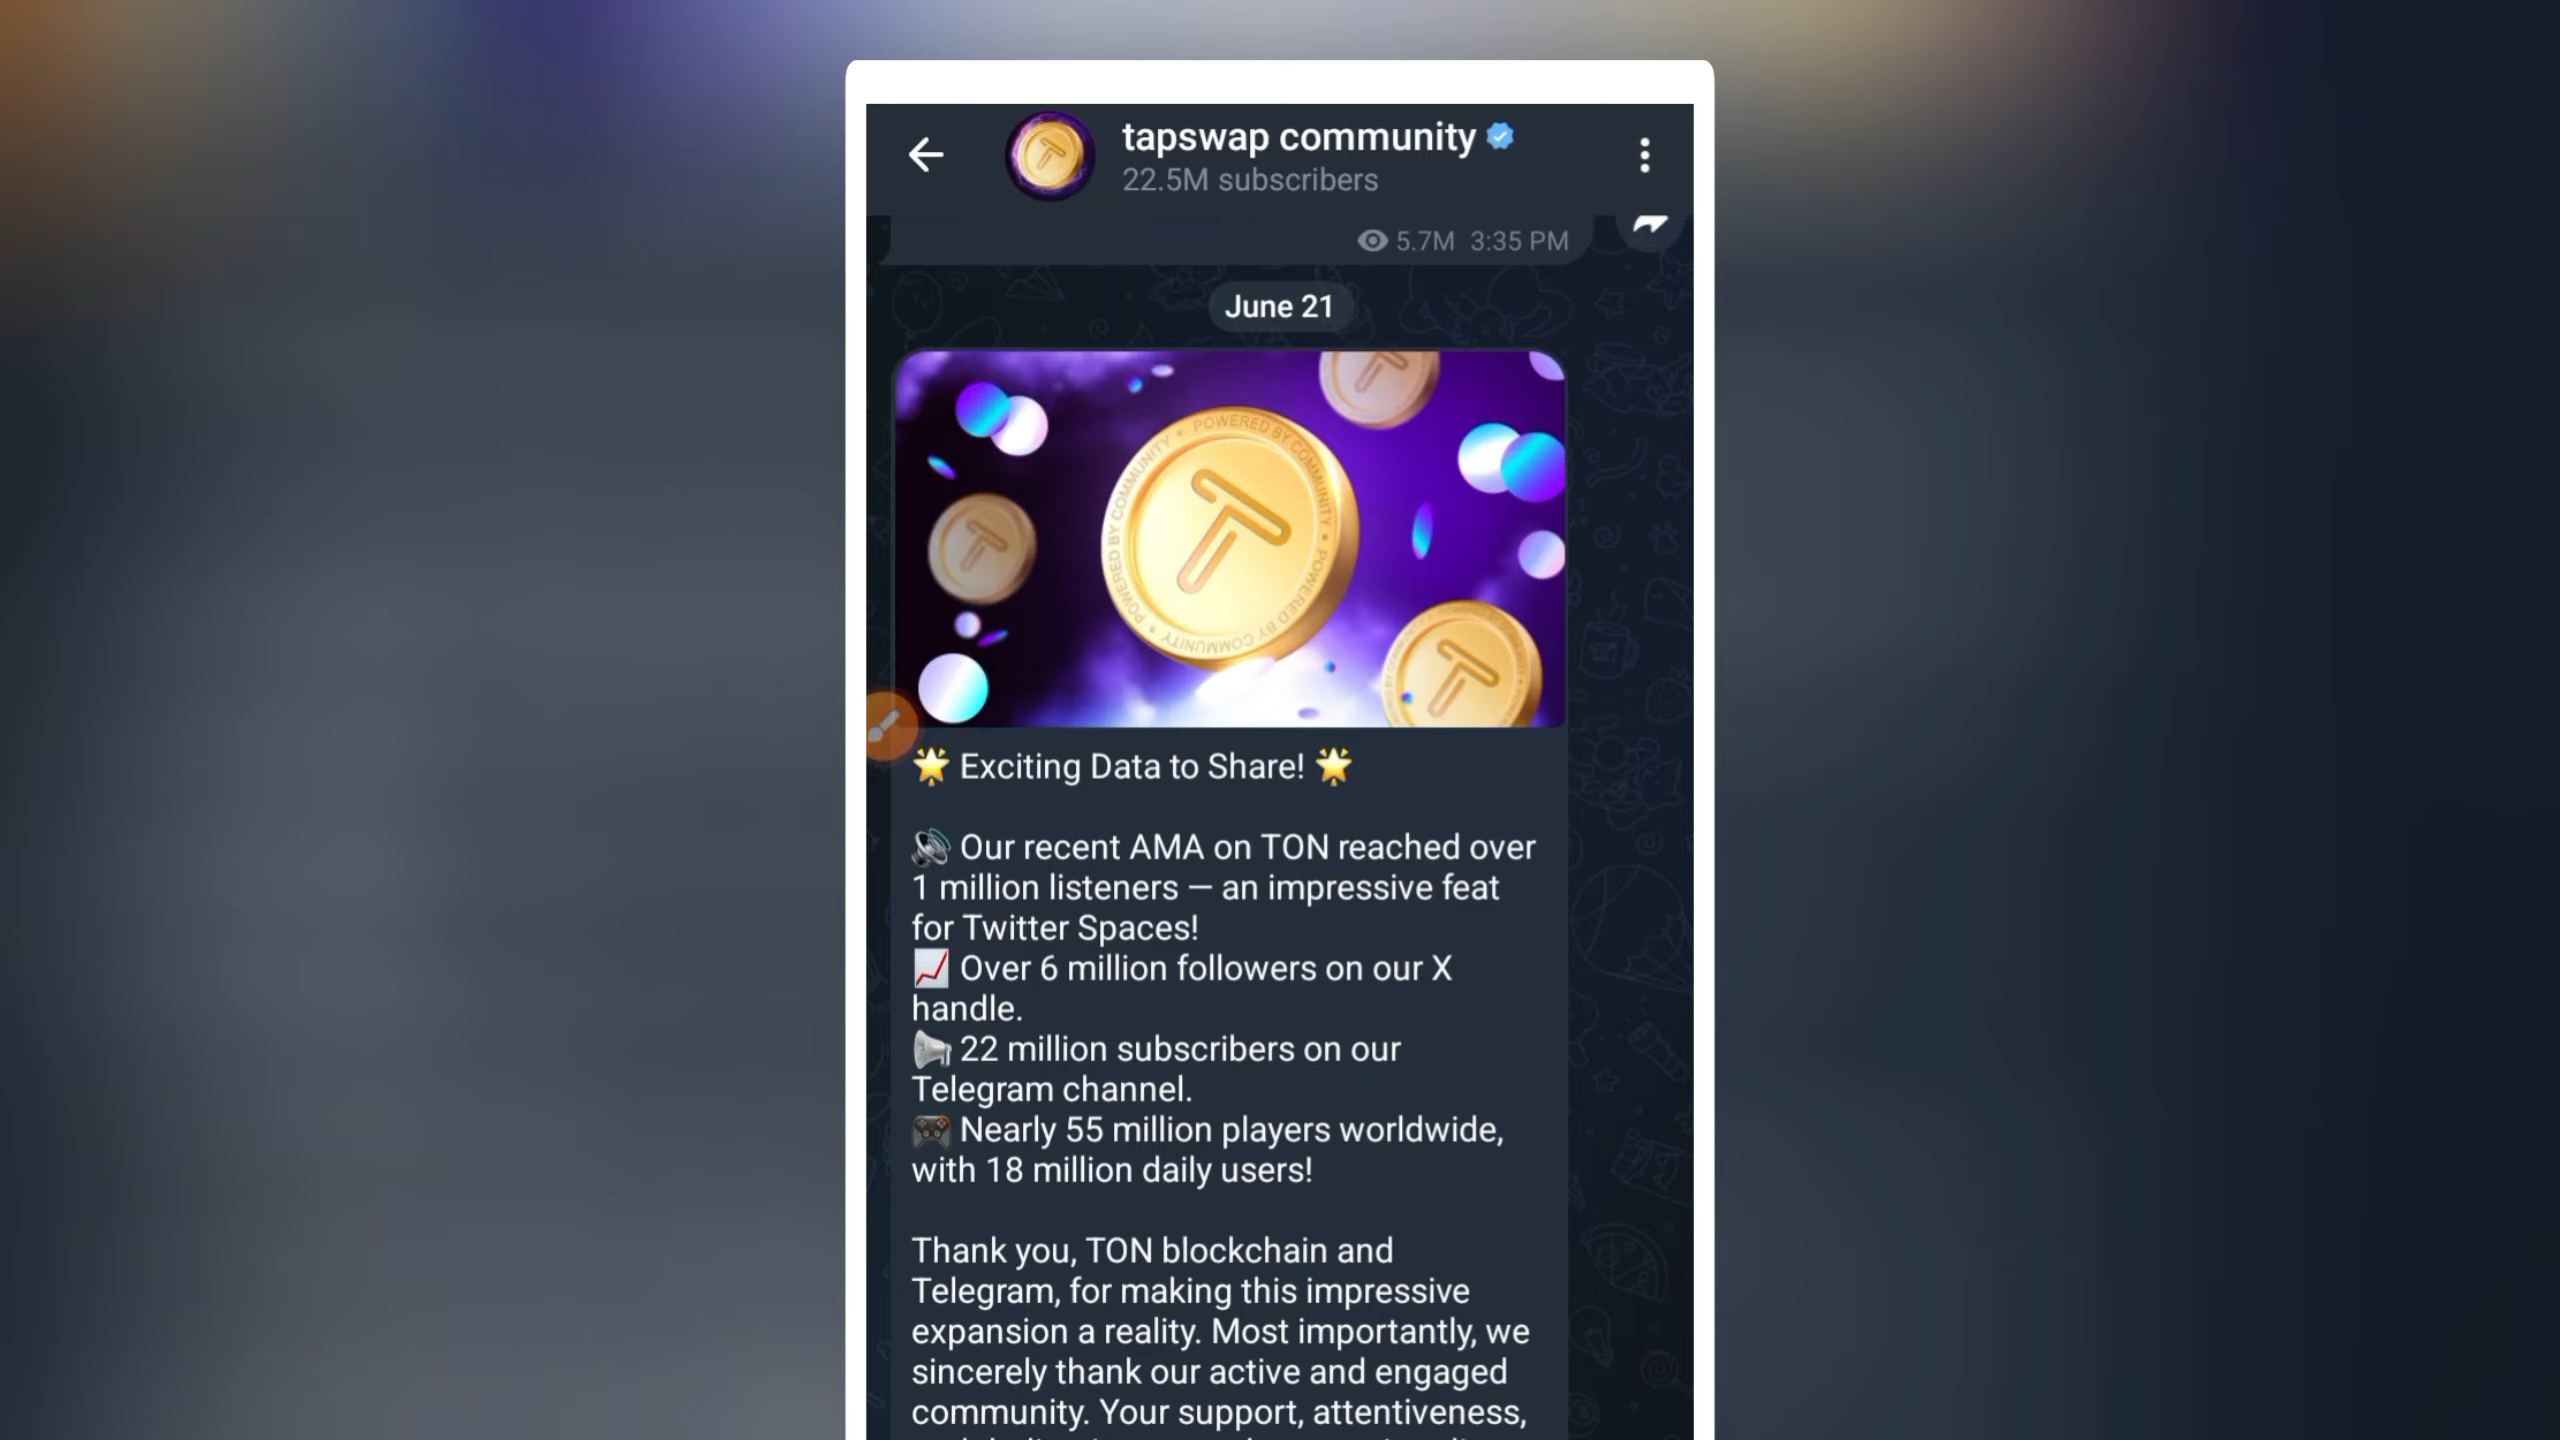 tapswap community
22.5M subscribers
5.7M 3:35 PM
June 21
POWERED BY COMMUNITY • POWERED BY COMMUNITY • POWERED BY COMMUNITY •
🌟 Exciting Data to Share! 🌟
🔊 Our recent AMA on TON reached over
1 million listeners — an impressive feat
for Twitter Spaces!
📈 Over 6 million followers on our X
handle.
📢 22 million subscribers on our
Telegram channel.
🎮 Nearly 55 million players worldwide,
with 18 million daily users!
Thank you, TON blockchain and
Telegram, for making this impressive
expansion a reality. Most importantly, we
sincerely thank our active and engaged
community. Your support, attentiveness,